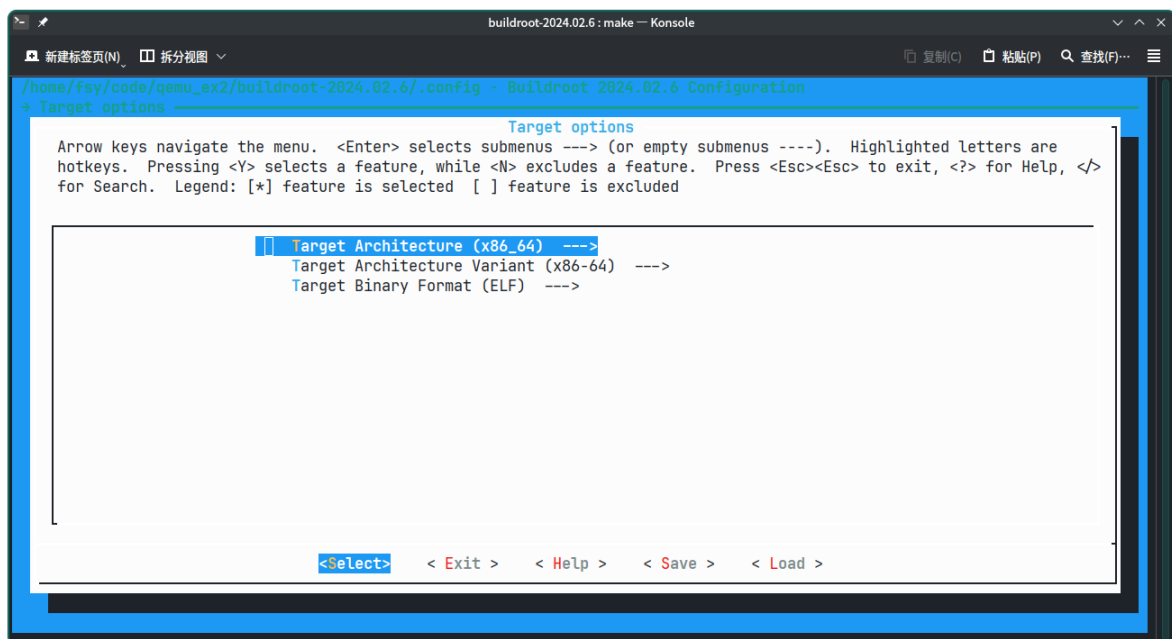 buildroot-2024.02.6 : make — Konsole
新建标签页(N) 拆分视图 复制(C) 粘贴(P) 查找(F)…
/home/fsy/code/qemu_ex2/buildroot-2024.02.6/.config - Buildroot 2024.02.6 Configuration
→ Target options
Target options
Arrow keys navigate the menu.  <Enter> selects submenus ---> (or empty submenus ----).  Highlighted letters are
hotkeys.  Pressing <Y> selects a feature, while <N> excludes a feature.  Press <Esc><Esc> to exit, <?> for Help, </>
for Search.  Legend: [*] feature is selected  [ ] feature is excluded
Target Architecture (x86_64)  --->
Target Architecture Variant (x86-64)  --->
Target Binary Format (ELF)  --->
<Select>    < Exit >    < Help >    < Save >    < Load >